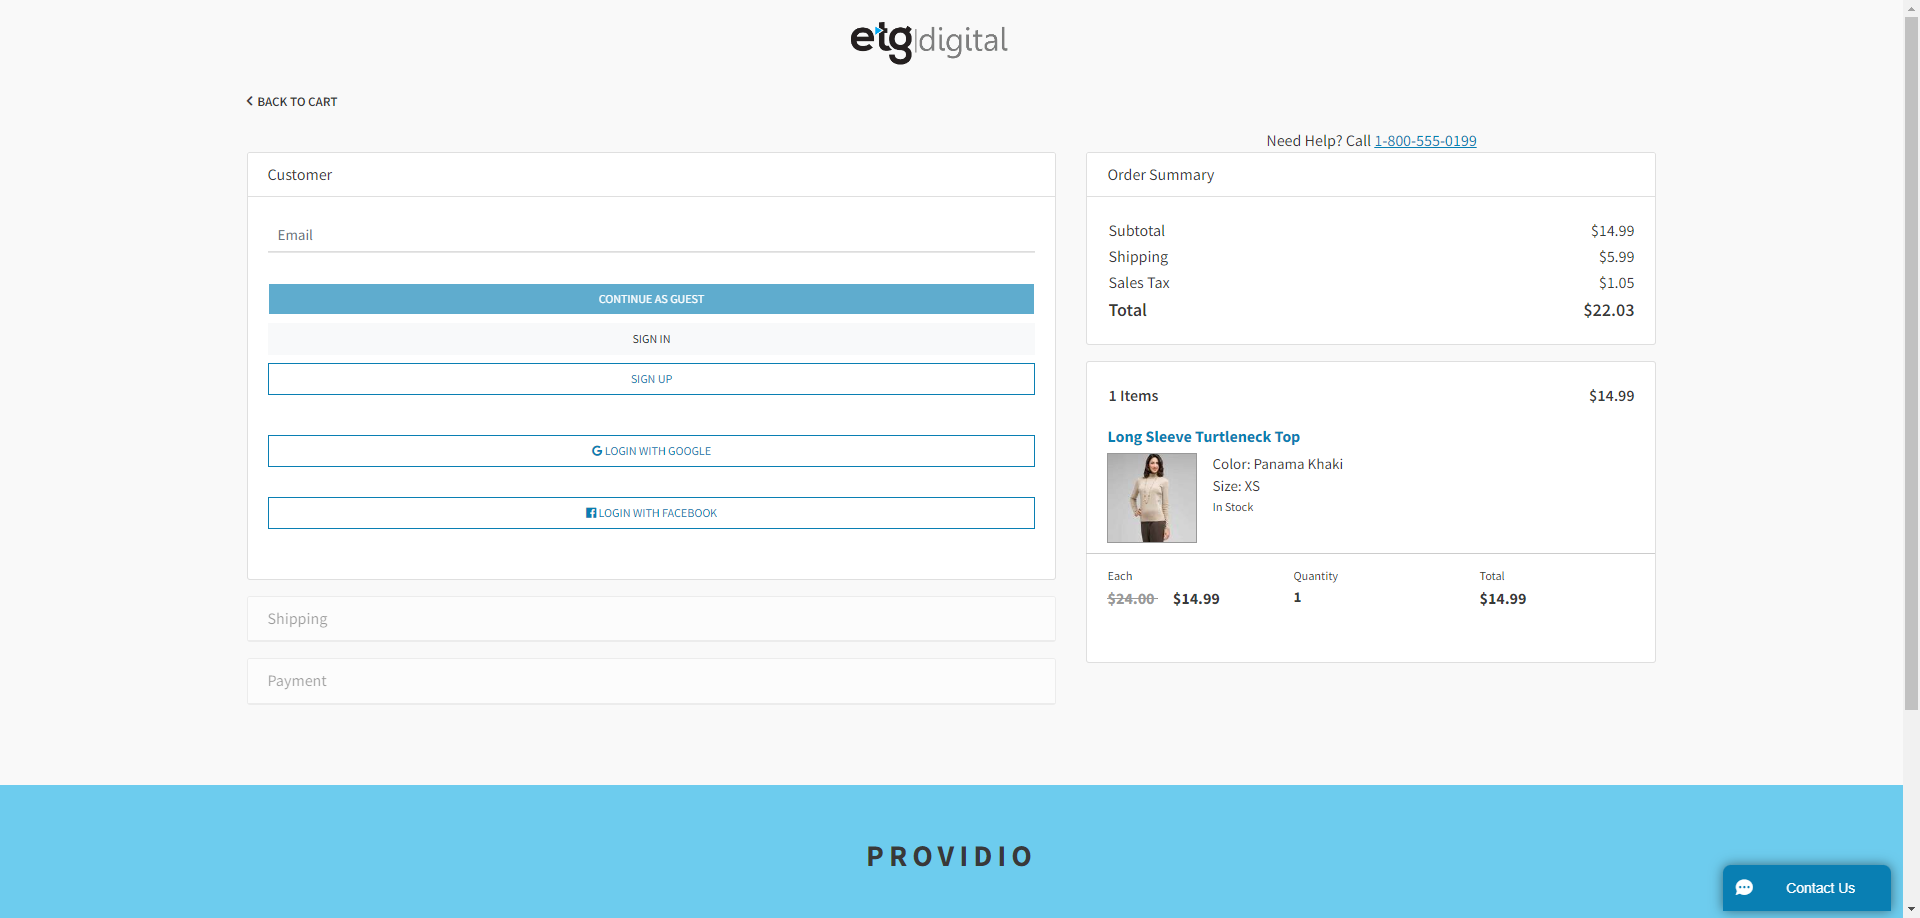 etg|digital
BACK TO CART
Need Help? Call 1-800-555-0199
Customer
Email
CONTINUE AS GUEST
SIGN IN
SIGN UP
LOGIN WITH GOOGLE
LOGIN WITH FACEBOOK
Shipping
Payment
Order Summary
Subtotal $14.99
Shipping $5.99
Sales Tax $1.05
Total $22.03
1 Items $14.99
Long Sleeve Turtleneck Top
Color: Panama Khaki
Size: XS
In Stock
Each Quantity Total
$24.00 $14.99 1 $14.99
PROVIDIO
Contact Us